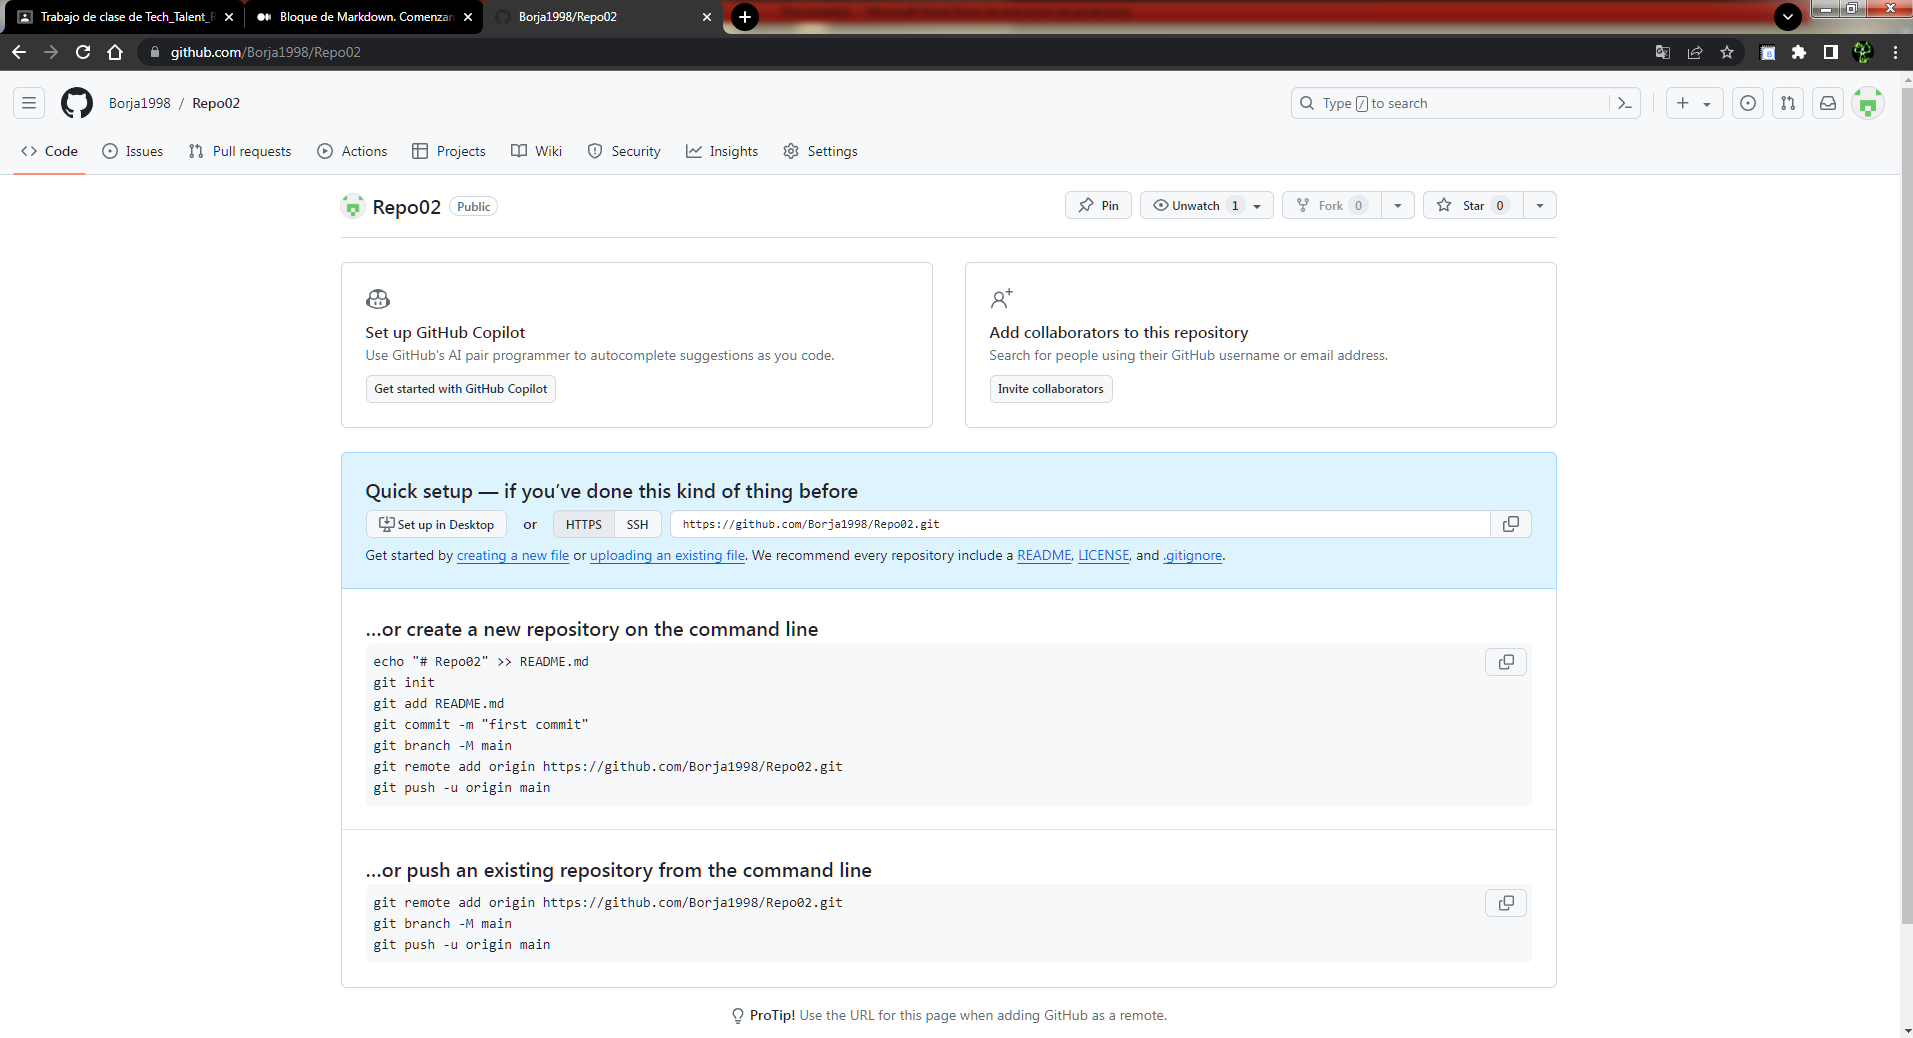 Trabajo de clase de Tech_Talent_
Bloque de Markdown. Comenzar
Borja1998/Repo02
github.com/Borja1998/Repo02
Borja1998 / Repo02
Type / to search
Code Issues Pull requests Actions Projects Wiki Security Insights Settings
Repo02 Public
Pin Unwatch 1 Fork 0 Star 0
Set up GitHub Copilot
Use GitHub's AI pair programmer to autocomplete suggestions as you code.
Get started with GitHub Copilot
Add collaborators to this repository
Search for people using their GitHub username or email address.
Invite collaborators
Quick setup — if you’ve done this kind of thing before
Set up in Desktop or HTTPS SSH https://github.com/Borja1998/Repo02.git
Get started by creating a new file or uploading an existing file. We recommend every repository include a README, LICENSE, and .gitignore.
…or create a new repository on the command line
echo "# Repo02" >> README.md
git init
git add README.md
git commit -m "first commit"
git branch -M main
git remote add origin https://github.com/Borja1998/Repo02.git
git push -u origin main
…or push an existing repository from the command line
git remote add origin https://github.com/Borja1998/Repo02.git
git branch -M main
git push -u origin main
ProTip! Use the URL for this page when adding GitHub as a remote.